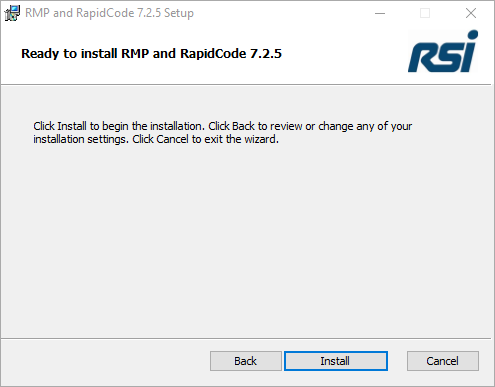 RMP and RapidCode 7.2.5 Setup
Ready to install RMP and RapidCode 7.2.5
RSI
Click Install to begin the installation. Click Back to review or change any of your
installation settings. Click Cancel to exit the wizard.
Back
Install
Cancel